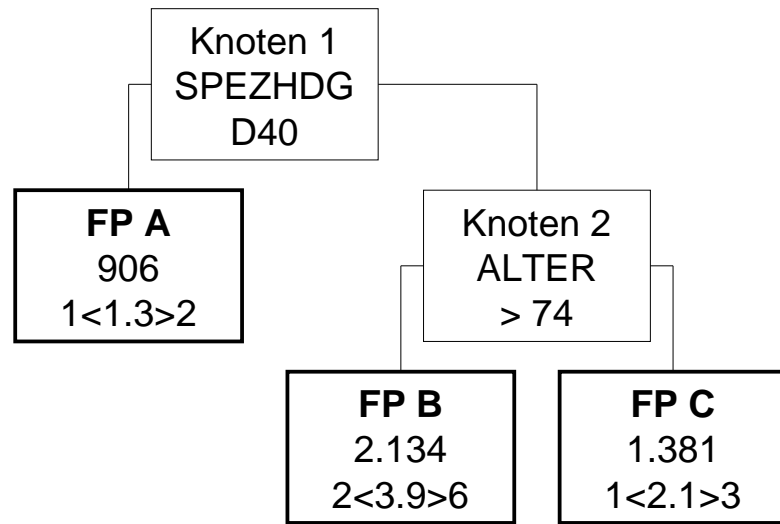 Knoten 1
SPEZHDG
D40
FP A
906
1<1.3>2
Knoten 2
ALTER
> 74
FP B
2.134
2<3.9>6
FP C
1.381
1<2.1>3